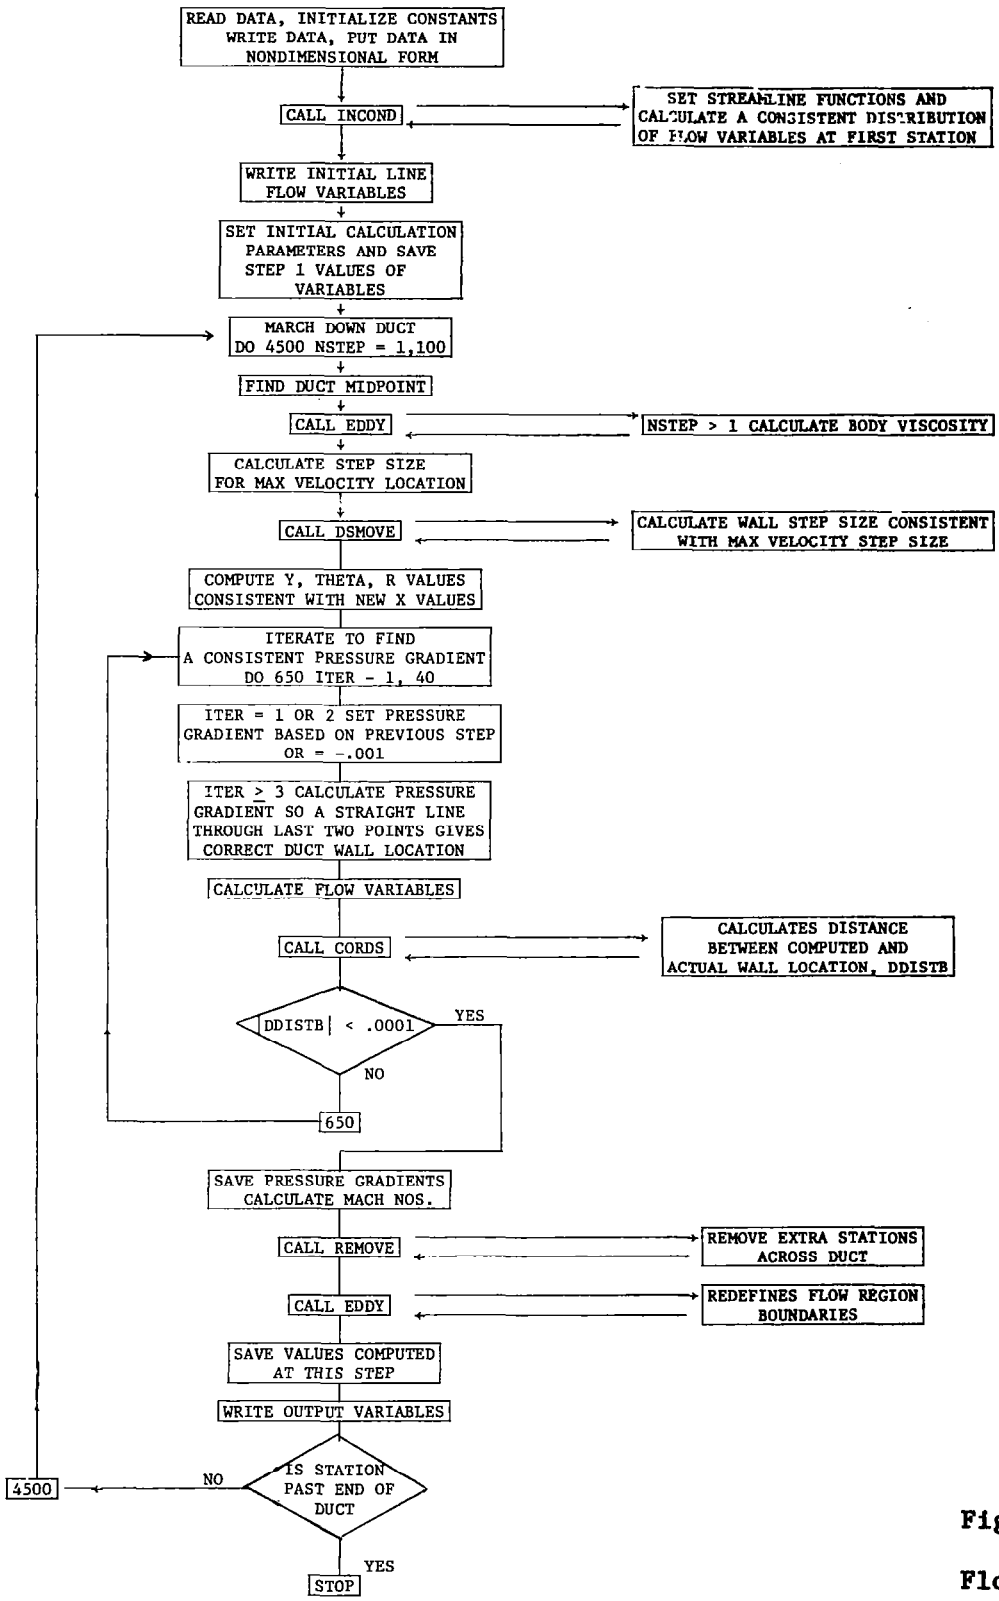 READ DATA, INITIALIZE CONSTANTS
WRITE DATA, PUT DATA IN
NONDIMENSIONAL FORM
CALL INCOND
SET STREAMLINE FUNCTIONS AND
CALCULATE A CONSISTENT DISTRIBUTION
OF FLOW VARIABLES AT FIRST STATION
WRITE INITIAL LINE
FLOW VARIABLES
SET INITIAL CALCULATION
PARAMETERS AND SAVE
STEP 1 VALUES OF
VARIABLES
MARCH DOWN DUCT
DO 4500 NSTEP = 1,100
FIND DUCT MIDPOINT
CALL EDDY
NSTEP > 1 CALCULATE BODY VISCOSITY
CALCULATE STEP SIZE
FOR MAX VELOCITY LOCATION
CALL DSMOVE
CALCULATE WALL STEP SIZE CONSISTENT
WITH MAX VELOCITY STEP SIZE
COMPUTE Y, THETA, R VALUES
CONSISTENT WITH NEW X VALUES
ITERATE TO FIND
A CONSISTENT PRESSURE GRADIENT
DO 650 ITER - 1, 40
ITER = 1 OR 2 SET PRESSURE
GRADIENT BASED ON PREVIOUS STEP
OR = -.001
ITER ≥ 3 CALCULATE PRESSURE
GRADIENT SO A STRAIGHT LINE
THROUGH LAST TWO POINTS GIVES
CORRECT DUCT WALL LOCATION
CALCULATE FLOW VARIABLES
CALL CORDS
CALCULATES DISTANCE
BETWEEN COMPUTED AND
ACTUAL WALL LOCATION, DDISTB
|DDISTB| < .0001
YES
NO
650
SAVE PRESSURE GRADIENTS
CALCULATE MACH NOS.
CALL REMOVE
REMOVE EXTRA STATIONS
ACROSS DUCT
CALL EDDY
REDEFINES FLOW REGION
BOUNDARIES
SAVE VALUES COMPUTED
AT THIS STEP
WRITE OUTPUT VARIABLES
IS STATION
PAST END OF
DUCT
NO
4500
YES
STOP
Fig
Flo